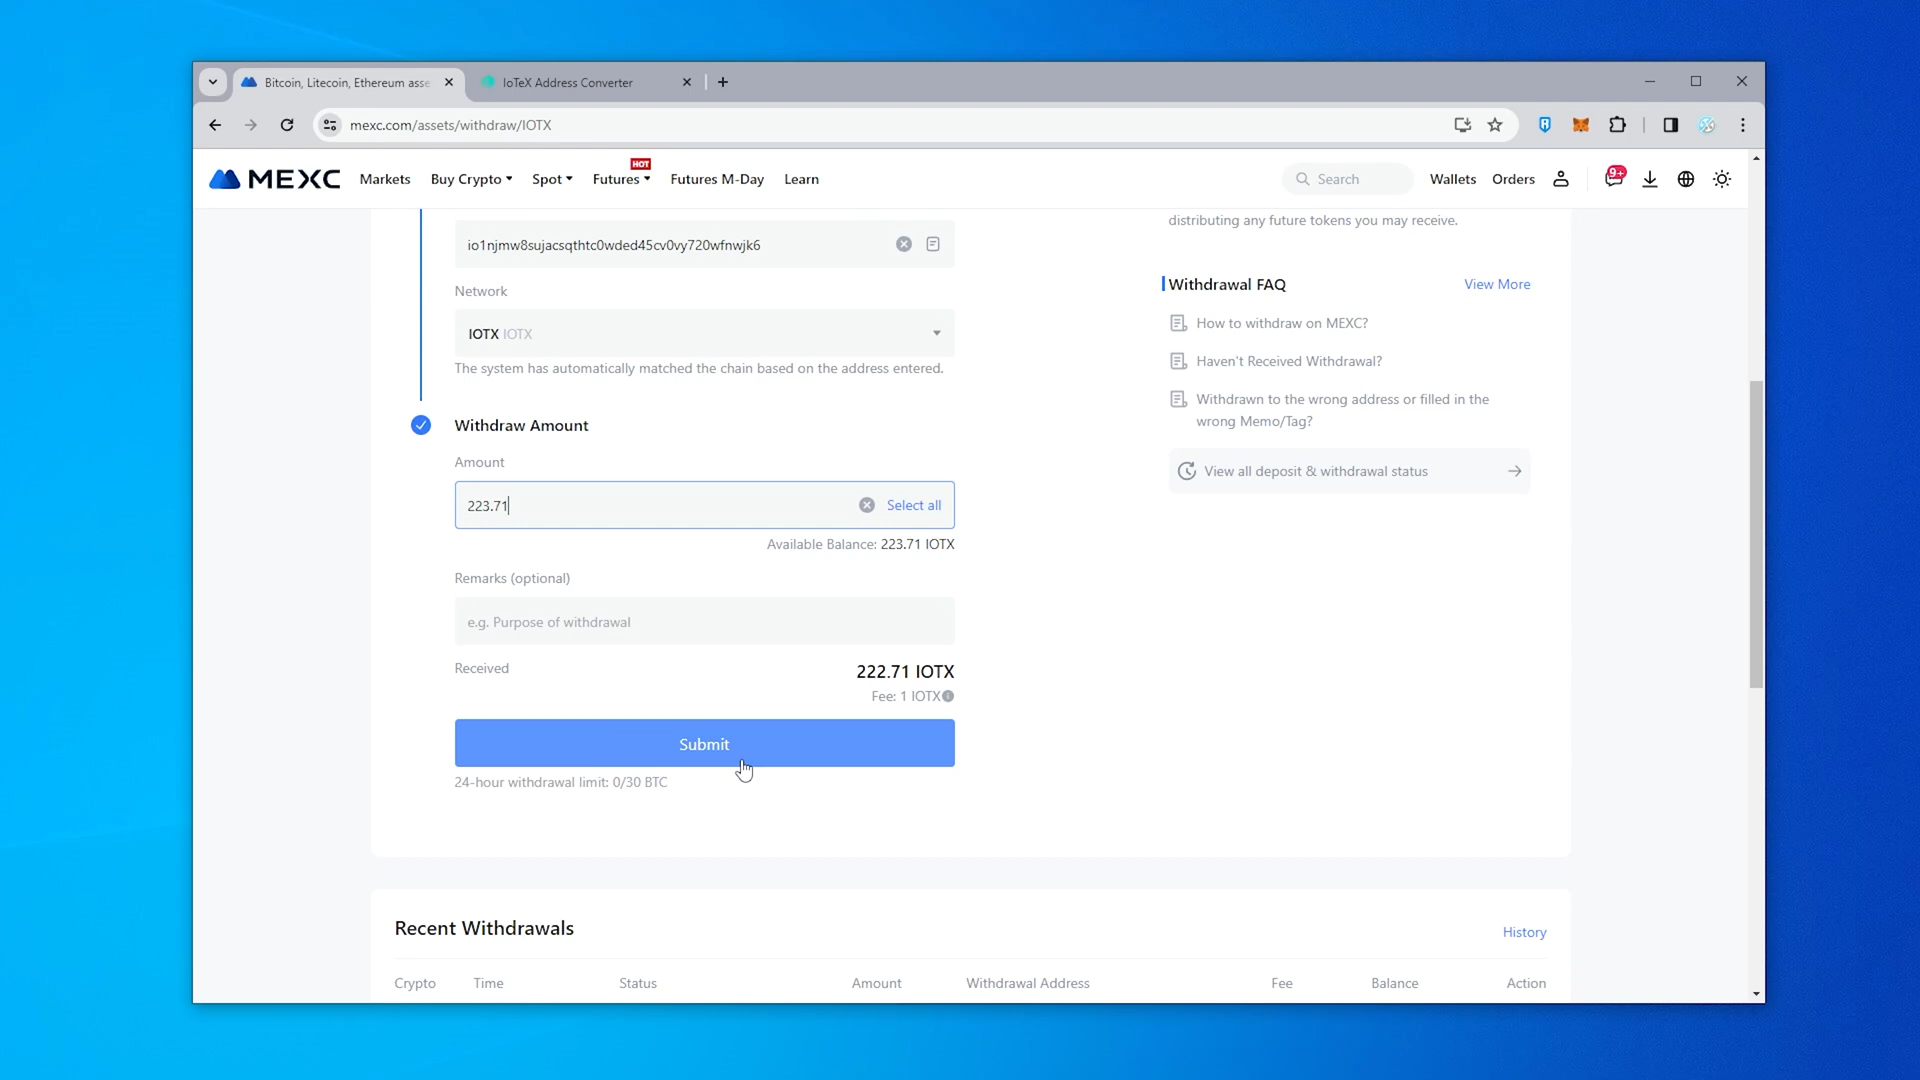 Bitcoin, Litecoin, Ethereum asse
IoTeX Address Converter
mexc.com/assets/withdraw/IOTX
MEXC
Markets
Buy Crypto
Spot
Futures
HOT
Futures M-Day
Learn
Search
Wallets
Orders
9+
distributing any future tokens you may receive.
io1njmw8sujacsqthtc0wded45cv0vy720wfnwjk6
Network
IOTX IOTX
The system has automatically matched the chain based on the address entered.
Withdraw Amount
Amount
223.71
Select all
Available Balance: 223.71 IOTX
Remarks (optional)
e.g. Purpose of withdrawal
Received
222.71 IOTX
Fee: 1 IOTX
Submit
24-hour withdrawal limit: 0/30 BTC
Withdrawal FAQ
View More
How to withdraw on MEXC?
Haven't Received Withdrawal?
Withdrawn to the wrong address or filled in the
wrong Memo/Tag?
View all deposit & withdrawal status
Recent Withdrawals
History
Crypto
Time
Status
Amount
Withdrawal Address
Fee
Balance
Action